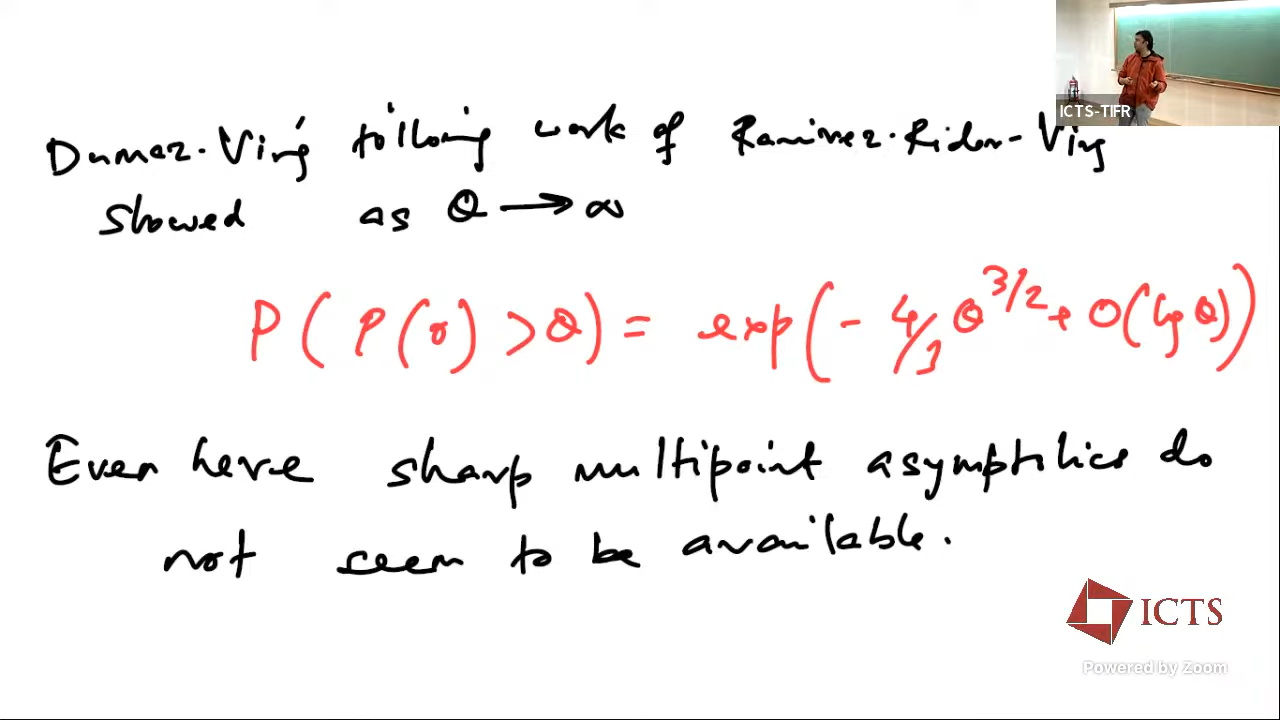 ICTS-TIFR
Dumaz-Virág following work of Ramirez-Rider-Virág
showed as θ → ∞
P( P(0) > θ) = exp( - 4/3 θ^{3/2} + O(log θ))
Even here sharp multipoint asymptotics do
not seem to be available.
ICTS
Powered by Zoom